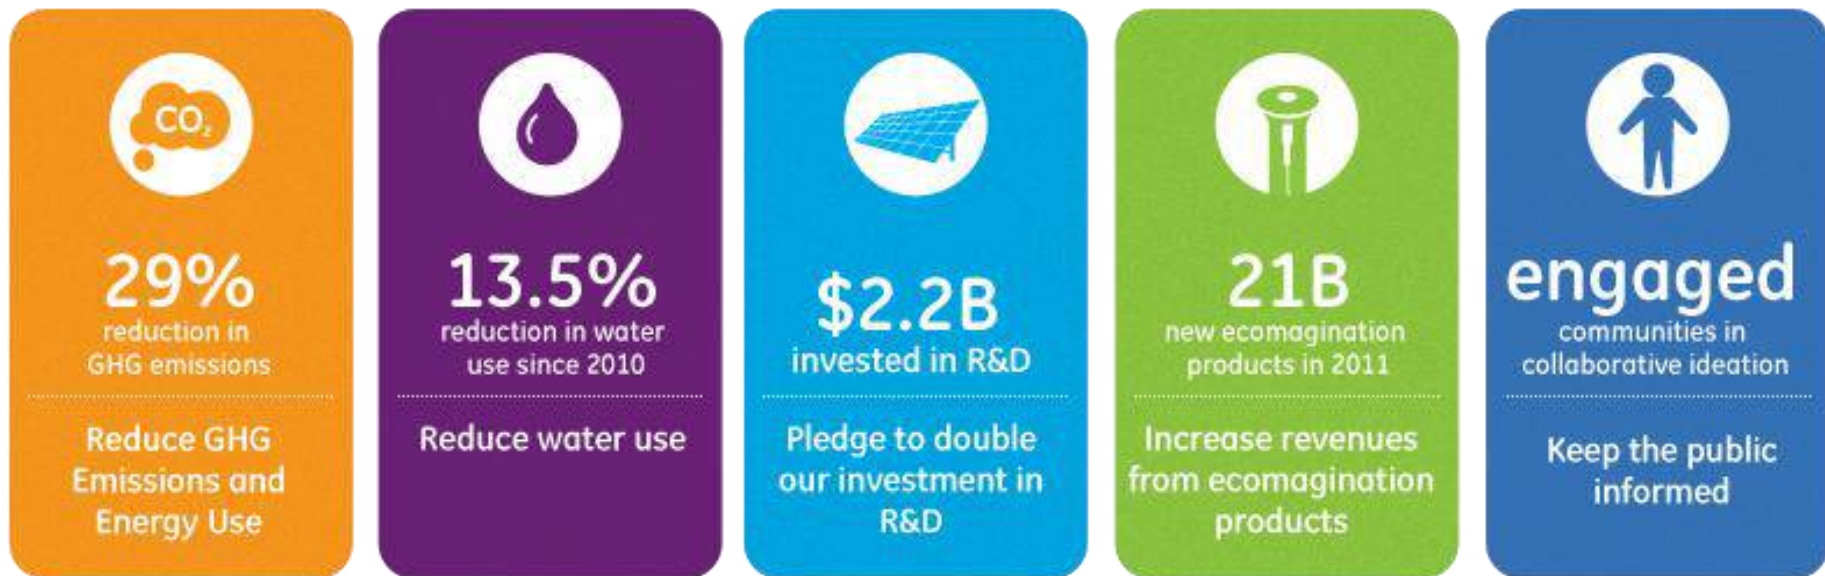 CO₂
29%
reduction in
GHG emissions
Reduce GHG
Emissions and
Energy Use
13.5%
reduction in water
use since 2010
Reduce water use
$2.2B
invested in R&D
Pledge to double
our investment in
R&D
21B
new ecomagination
products in 2011
Increase revenues
from ecomagination
products
engaged
communities in
collaborative ideation
Keep the public
informed